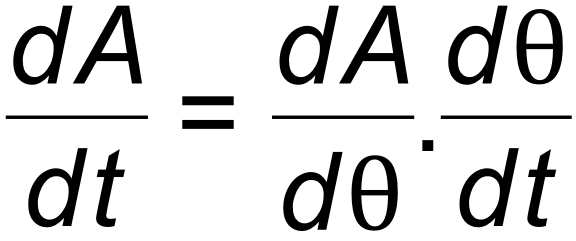 dA/dt = dA/dθ . dθ/dt